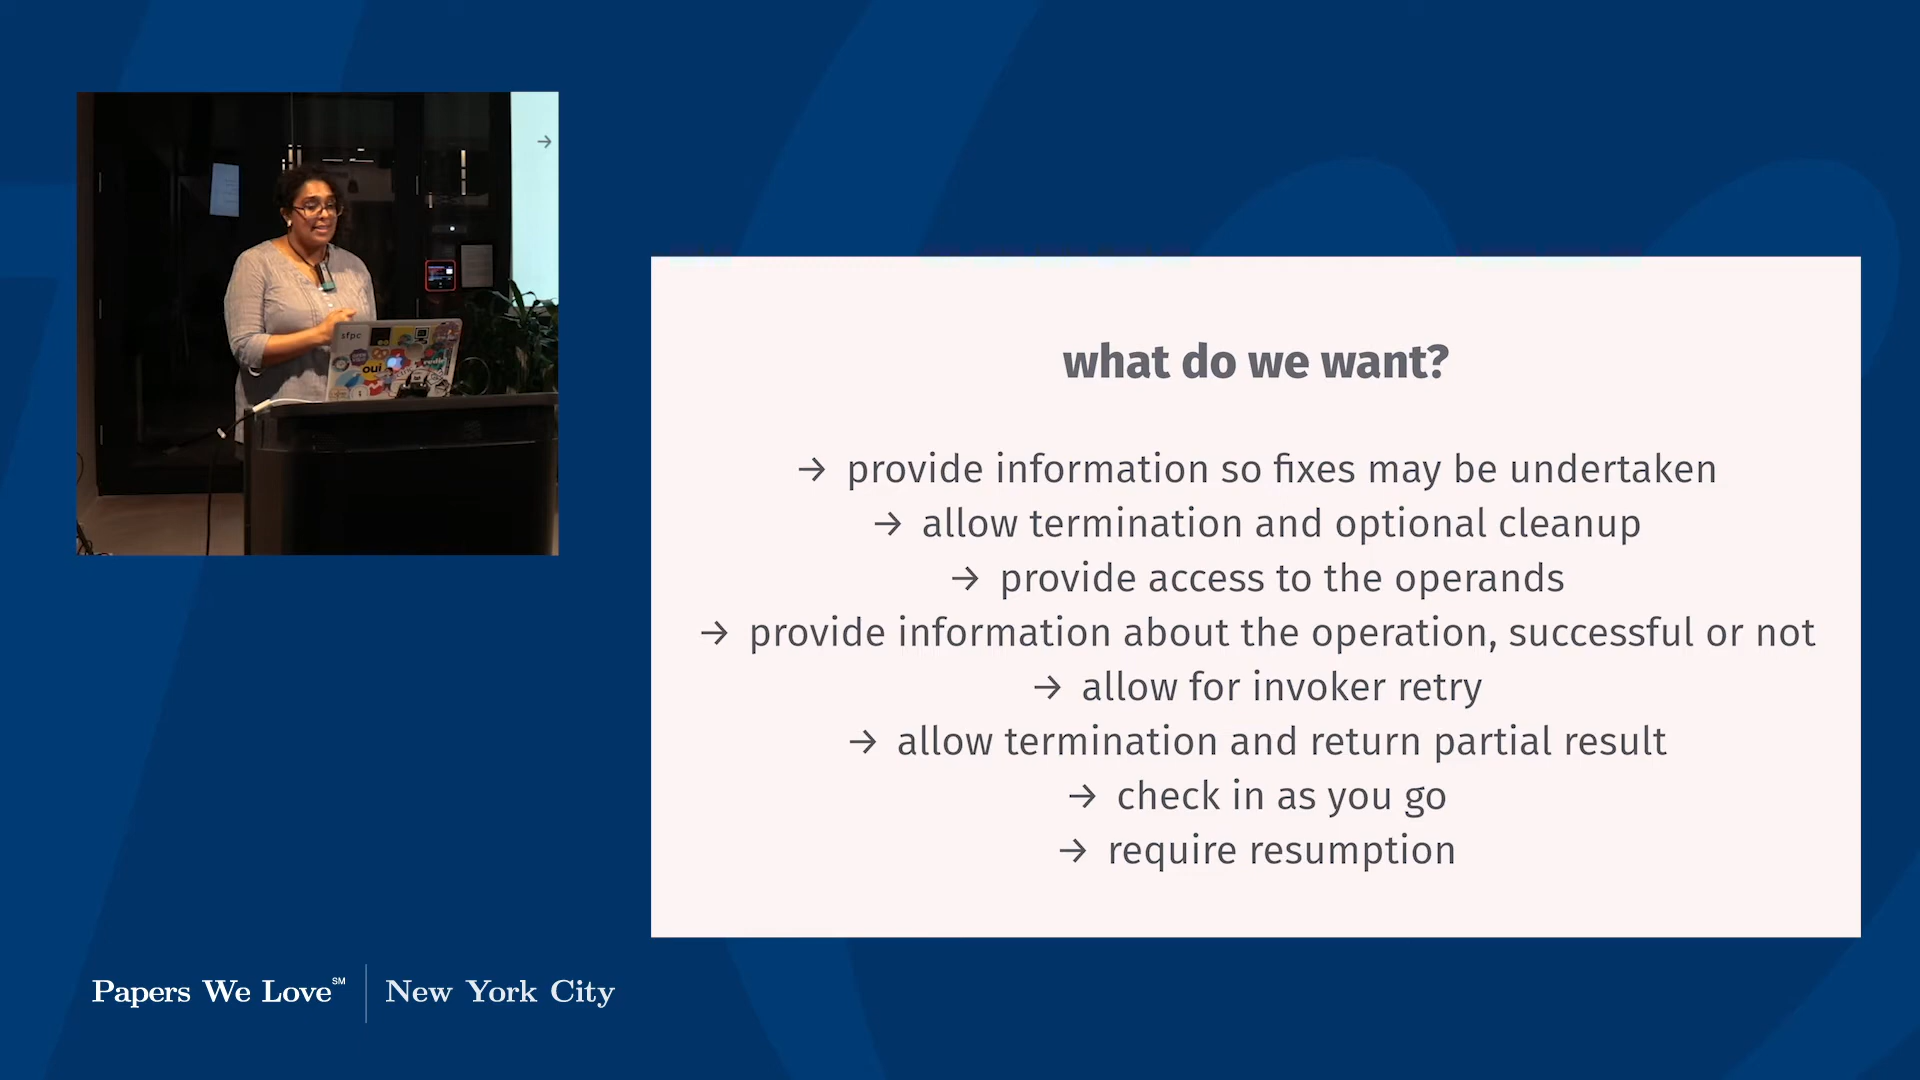 sfpc
oui
what do we want?
→ provide information so fixes may be undertaken
→ allow termination and optional cleanup
→ provide access to the operands
→ provide information about the operation, successful or not
→ allow for invoker retry
→ allow termination and return partial result
→ check in as you go
→ require resumption
Papers We Love℠ | New York City